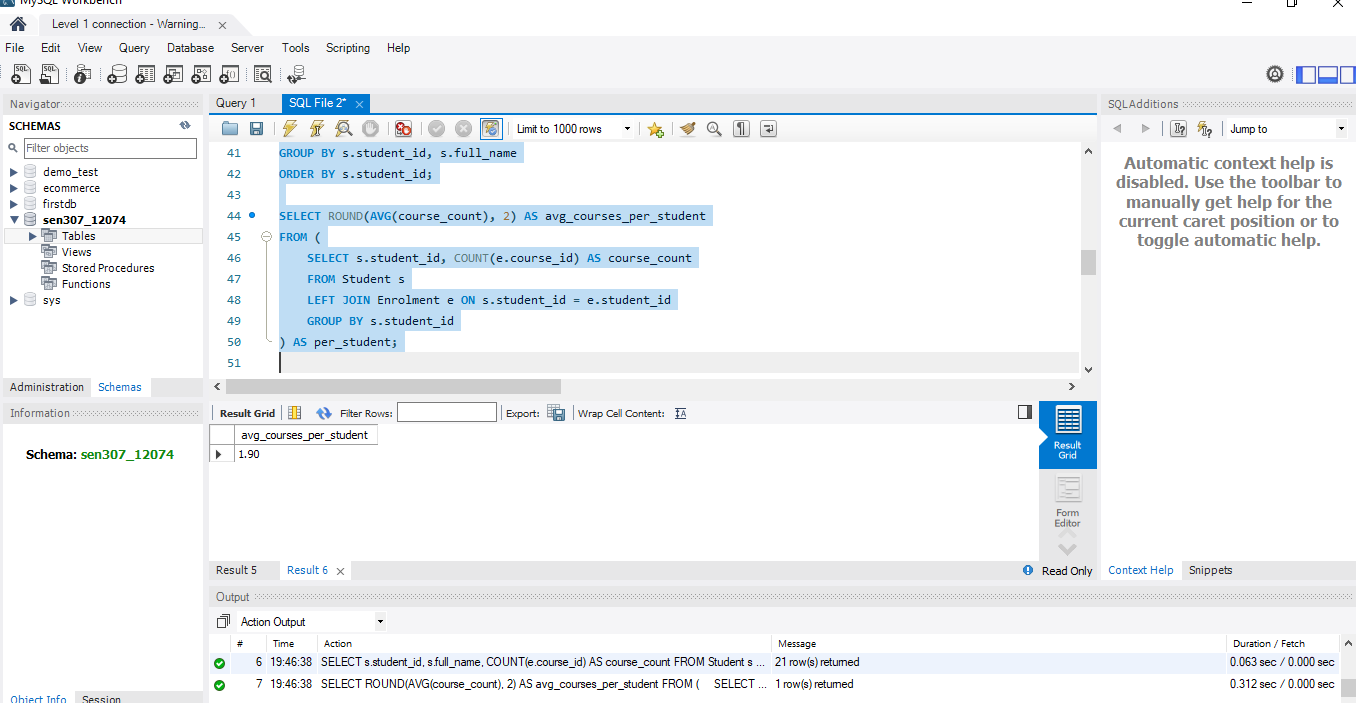 MySQL Workbench
Level 1 connection - Warning...
File Edit View Query Database Server Tools Scripting Help
Navigator
SCHEMAS
Filter objects
demo_test
ecommerce
firstdb
sen307_12074
Tables
Views
Stored Procedures
Functions
sys
Administration Schemas
Information
Schema: sen307_12074
Object Info Session
Query 1 SQL File 2*
Limit to 1000 rows
41 GROUP BY s.student_id, s.full_name
42 ORDER BY s.student_id;
43
44 SELECT ROUND(AVG(course_count), 2) AS avg_courses_per_student
45 FROM (
46 SELECT s.student_id, COUNT(e.course_id) AS course_count
47 FROM Student s
48 LEFT JOIN Enrolment e ON s.student_id = e.student_id
49 GROUP BY s.student_id
50 ) AS per_student;
51
Result Grid Filter Rows: Export: Wrap Cell Content:
avg_courses_per_student
1.90
Result
Grid
Form
Editor
Result 5 Result 6 Read Only
SQLAdditions
Jump to
Automatic context help is
disabled. Use the toolbar to
manually get help for the
current caret position or to
toggle automatic help.
Context Help Snippets
Output
Action Output
# Time Action Message Duration / Fetch
6 19:46:38 SELECT s.student_id, s.full_name, COUNT(e.course_id) AS course_count FROM Student s ... 21 row(s) returned 0.063 sec / 0.000 sec
7 19:46:38 SELECT ROUND(AVG(course_count), 2) AS avg_courses_per_student FROM ( SELECT ... 1 row(s) returned 0.312 sec / 0.000 sec